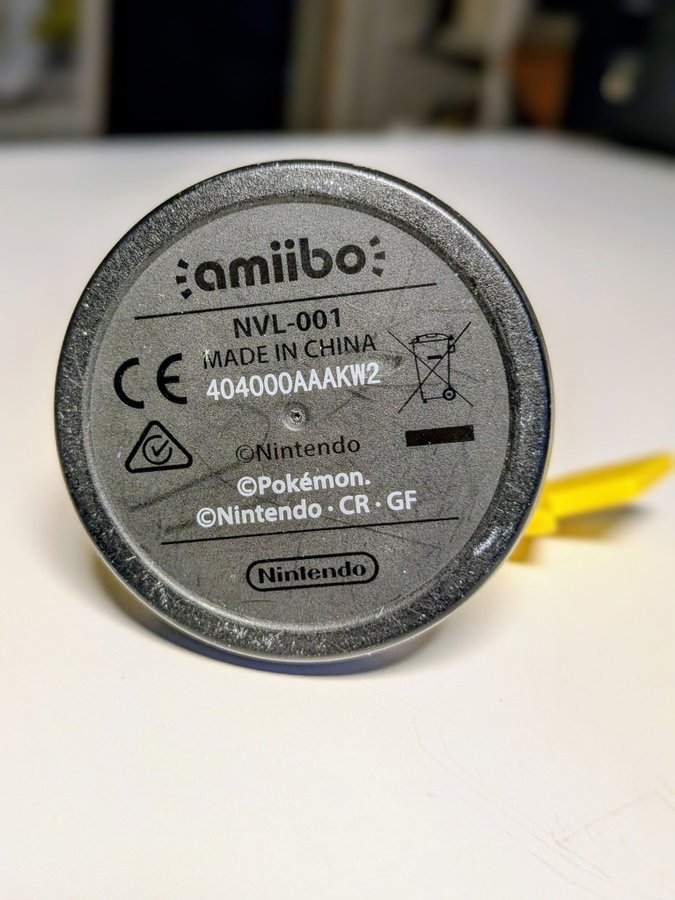 amiibo
NVL-001
MADE IN CHINA
CE
404000AAAKW2
©Nintendo
©Pokémon.
©Nintendo · CR · GF
Nintendo